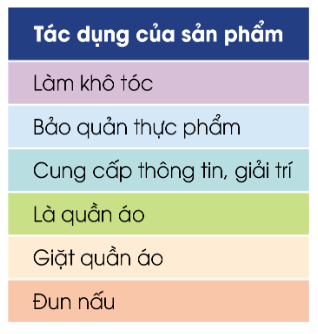 Tác dụng của sản phẩm
Làm khô tóc
Bảo quản thực phẩm
Cung cấp thông tin, giải trí
Là quần áo
Giặt quần áo
Đun nấu